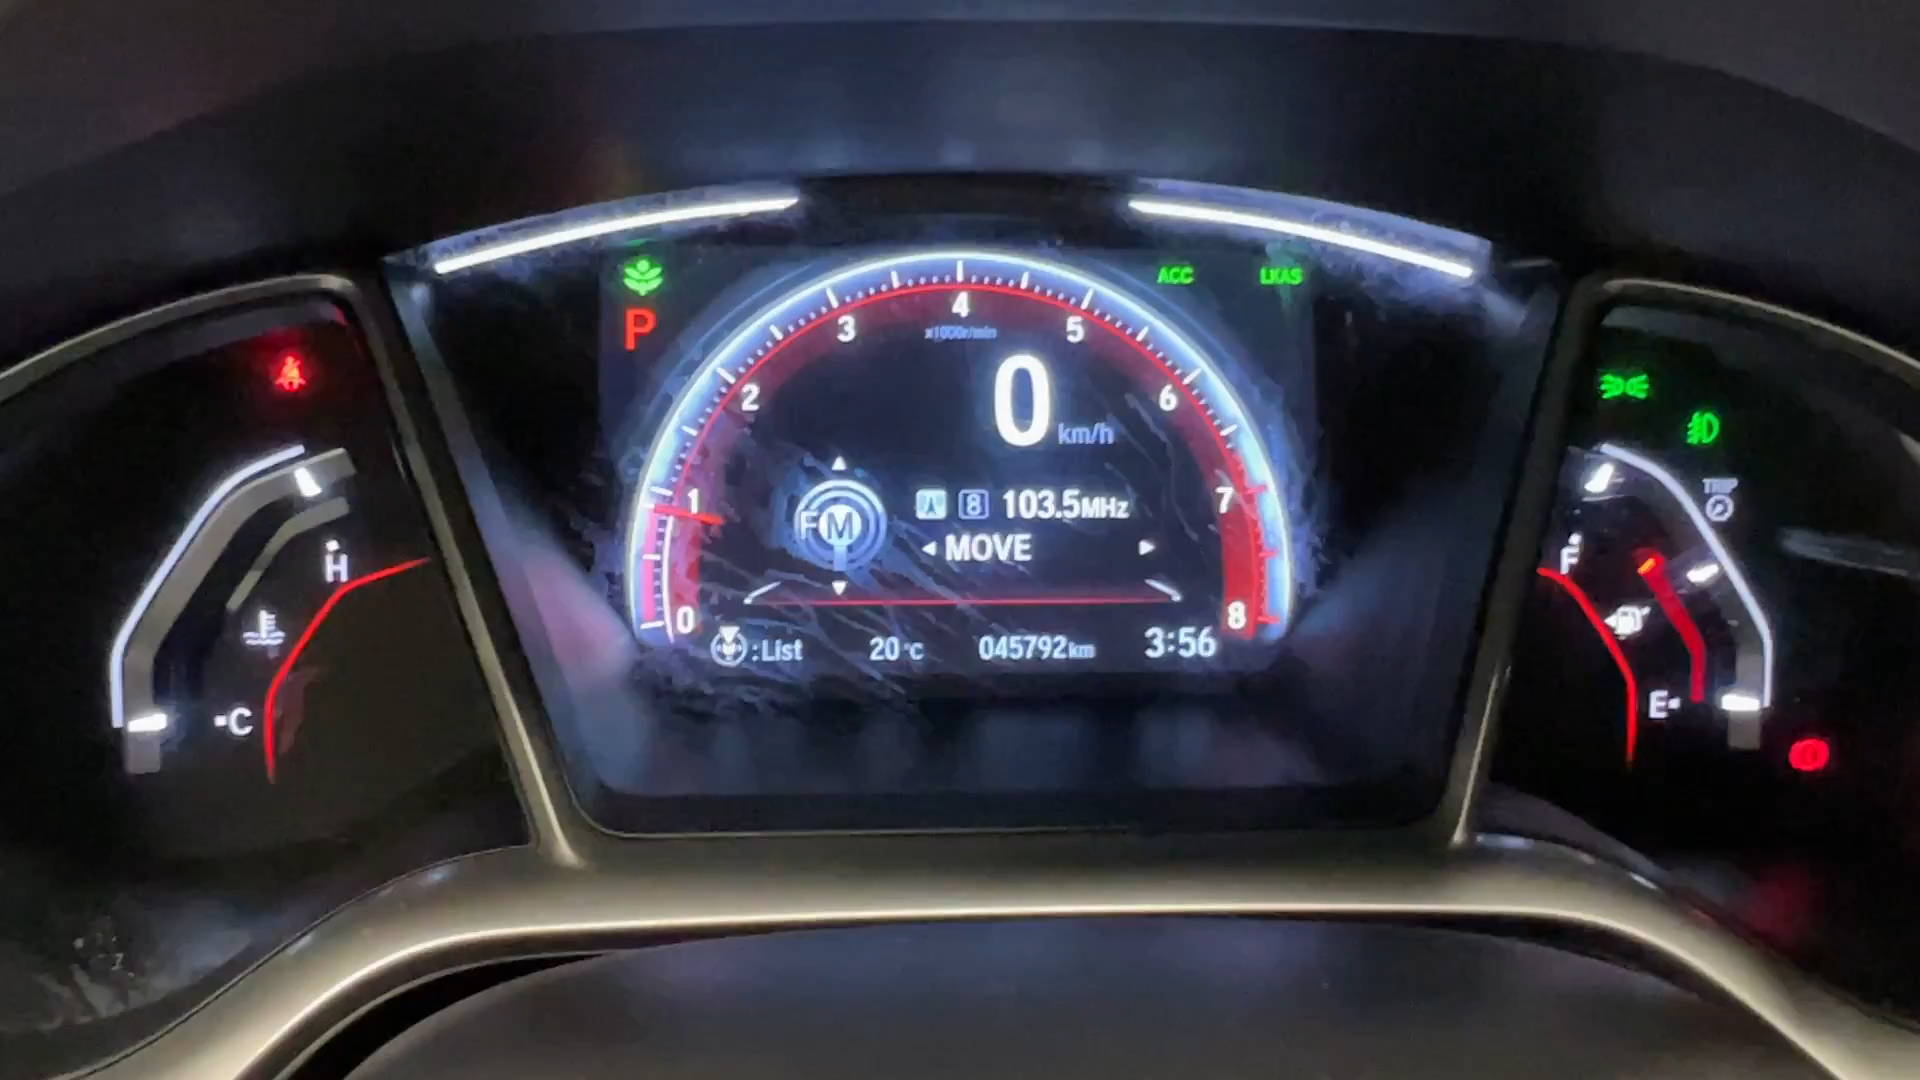 ACC LKAS
P
4
3 5
x1000r/min
2 6
0 km/h
1 7
8 103.5MHz
FM
MOVE
0 8
:List 20°C 045792km 3:56
H
C
TRIP
F
E